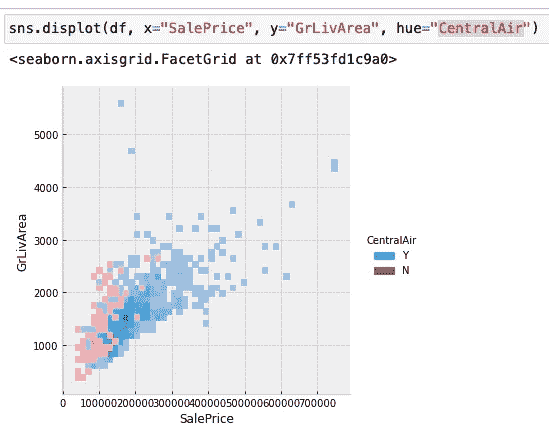 sns.displot(df, x="SalePrice", y="GrLivArea", hue="CentralAir")
<seaborn.axisgrid.FacetGrid at 0x7ff53fd1c9a0>
5000
4000
3000
2000
1000
GrLivArea
CentralAir
Y
N
0 100000200000300000400000500000600000700000
SalePrice